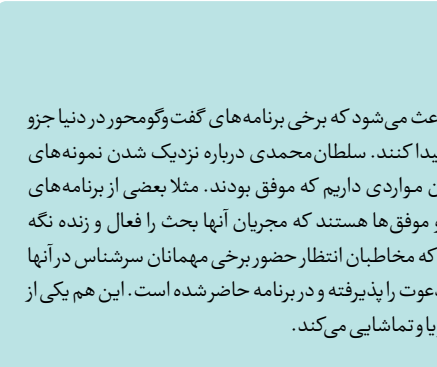 عث می‌شود که برخی برنامه‌های گفت‌وگومحور در دنیا جزو
پیدا کنند. سلطان‌محمدی درباره نزدیک شدن نمونه‌های
ن مواردی داریم که موفق بودند. مثلا بعضی از برنامه‌های
و موفق‌ها هستند که مجریان آنها بحث را فعال و زنده نگه
که مخاطبان انتظار حضور برخی مهمانان سرشناس در آنها
عوت را پذیرفته و در برنامه حاضر شده است. این هم یکی از
یا و تماشایی می‌کند.